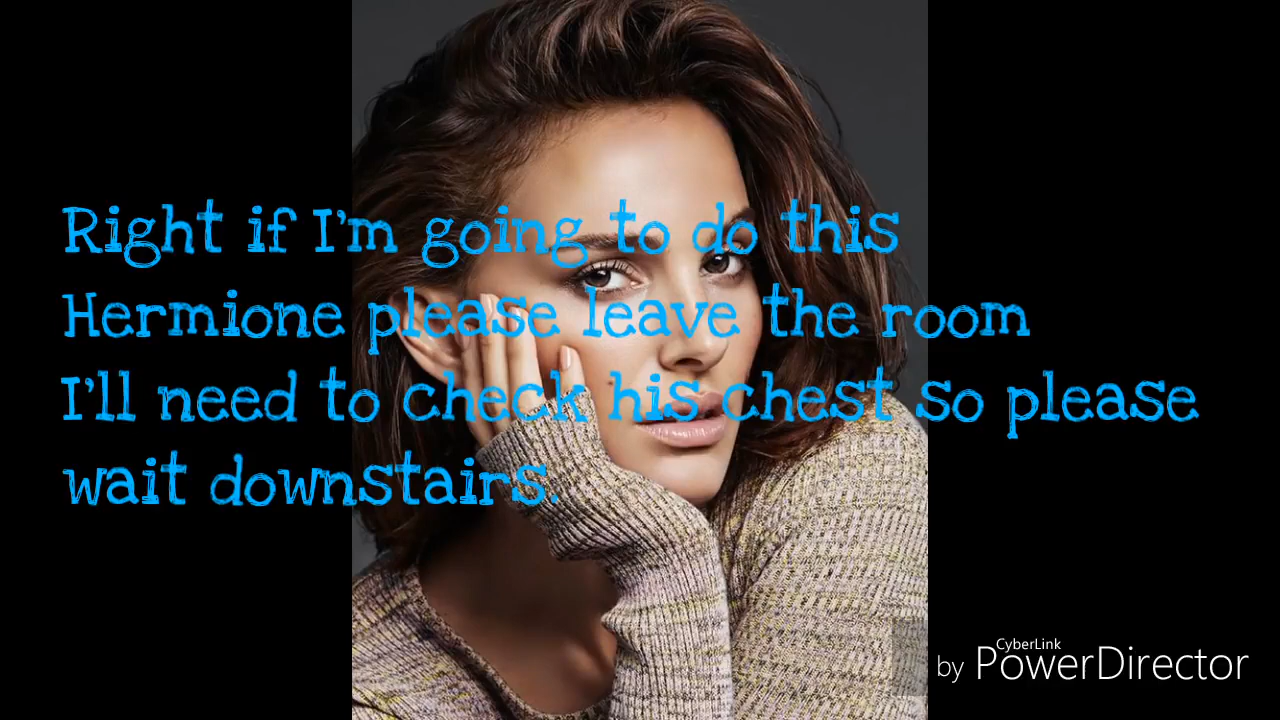 Right if I'm going to do this
Hermione please leave the room
I'll need to check his chest so please
wait downstairs.
CyberLink
by PowerDirector